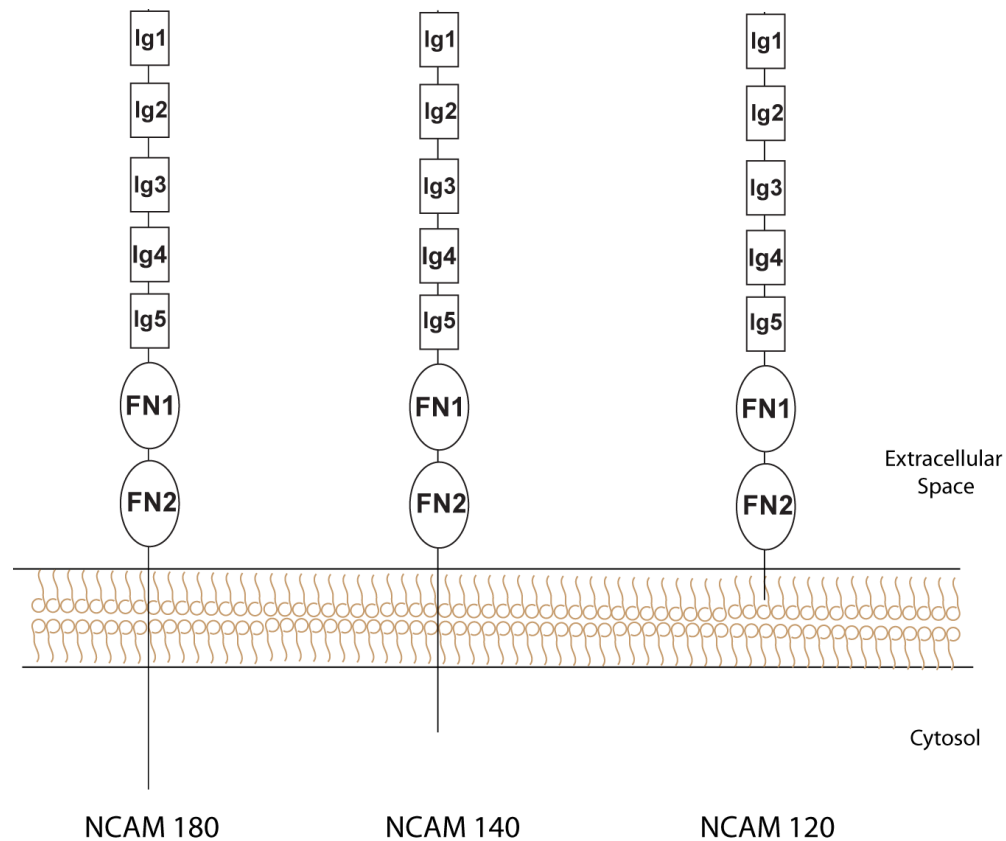 Ig1
Ig2
Ig3
Ig4
Ig5
FN1
FN2
Ig1
Ig2
Ig3
Ig4
Ig5
FN1
FN2
Ig1
Ig2
Ig3
Ig4
Ig5
FN1
FN2
Extracellular
Space
Cytosol
NCAM 180
NCAM 140
NCAM 120